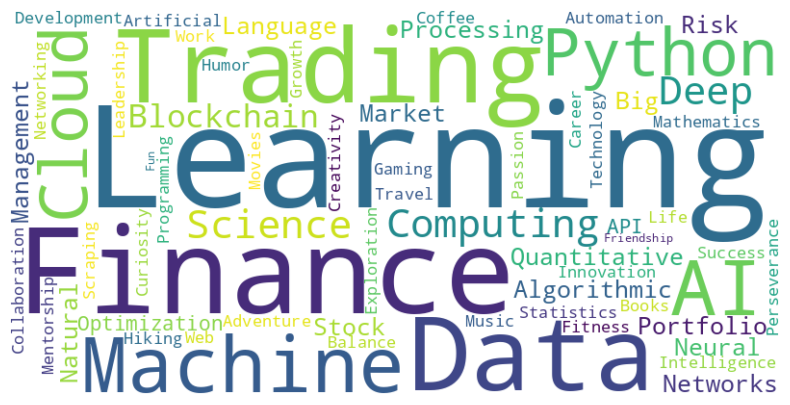 Development
Artificial
Language
Coffee
Automation
Work
Processing
Risk
Cloud
Trading
Python
Networking
Leadership
Humor
Growth
Deep
Big
Management
Blockchain
Market
Career
Technology
Mathematics
Learning
Fun
Programming
Movies
Creativity
Gaming
Travel
Passion
Science
Computing
API
Life
Friendship
Finance
Scraping
Curiosity
Exploration
Quantitative
Success
Innovation
AI
Perseverance
Collaboration
Mentorship
Natural
Algorithmic
Statistics
Books
Optimization
Adventure
Stock
Music
Fitness
Portfolio
Hiking
Web
Balance
Machine
Data
Neural
Intelligence
Networks